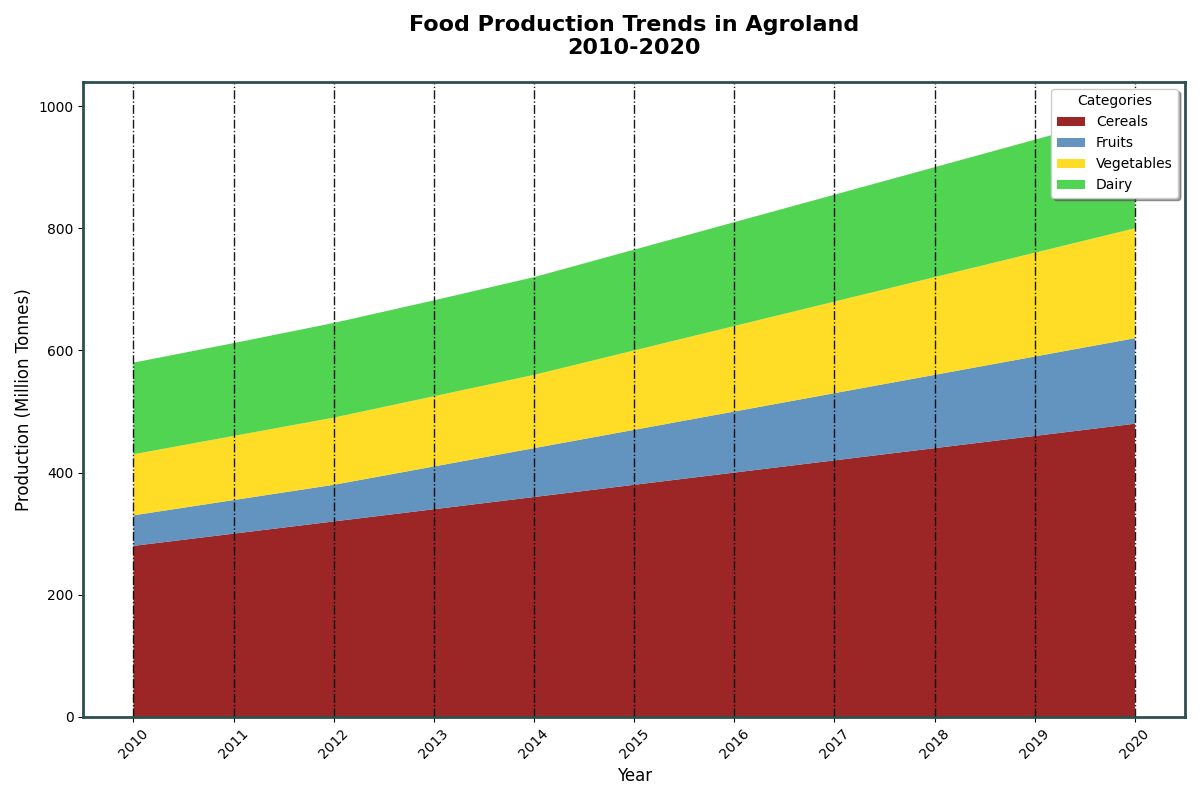 Food Production Trends in Agroland
2010-2020
Production (Million Tonnes)
1000
800
600
400
200
0
Categories
Cereals
Fruits
Vegetables
Dairy
2010
2011
2012
2013
2014
2015
2016
2017
2018
2019
2020
Year